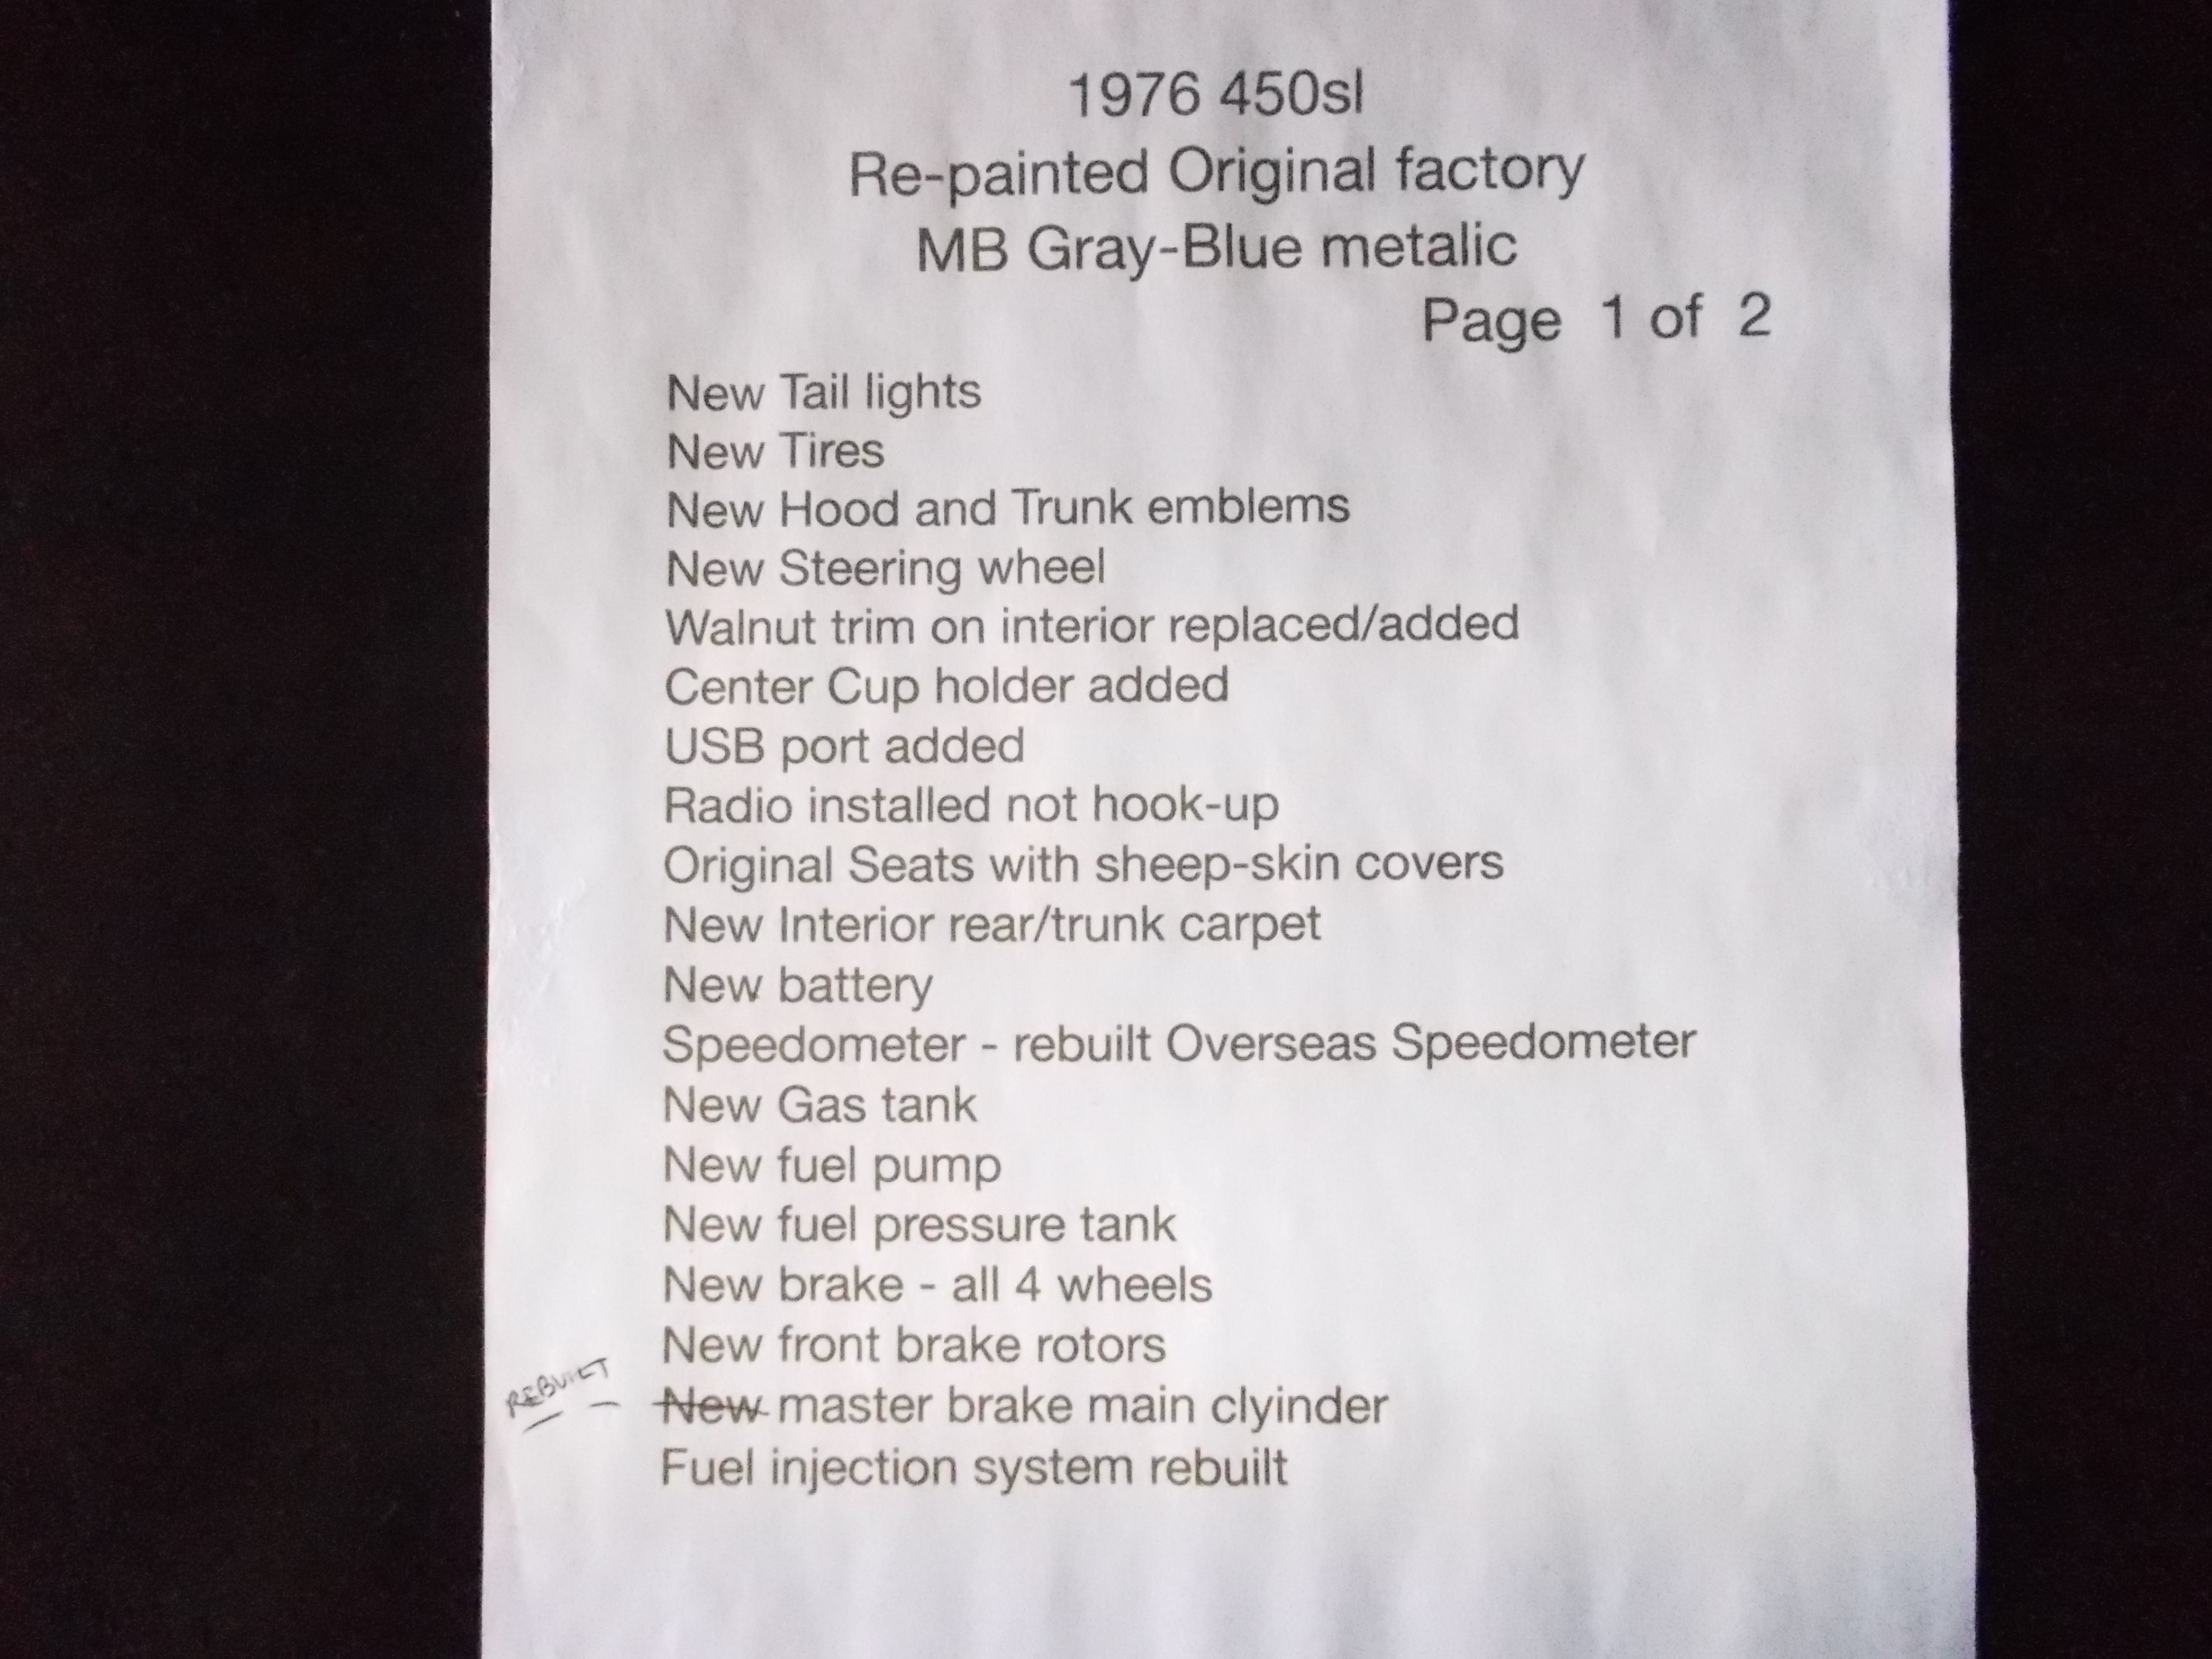 1976 450sl
Re-painted Original factory
MB Gray-Blue metalic
Page 1 of 2
New Tail lights
New Tires
New Hood and Trunk emblems
New Steering wheel
Walnut trim on interior replaced/added
Center Cup holder added
USB port added
Radio installed not hook-up
Original Seats with sheep-skin covers
New Interior rear/trunk carpet
New battery
Speedometer - rebuilt Overseas Speedometer
New Gas tank
New fuel pump
New fuel pressure tank
New brake - all 4 wheels
New front brake rotors
REBUILT New master brake main clyinder
Fuel injection system rebuilt